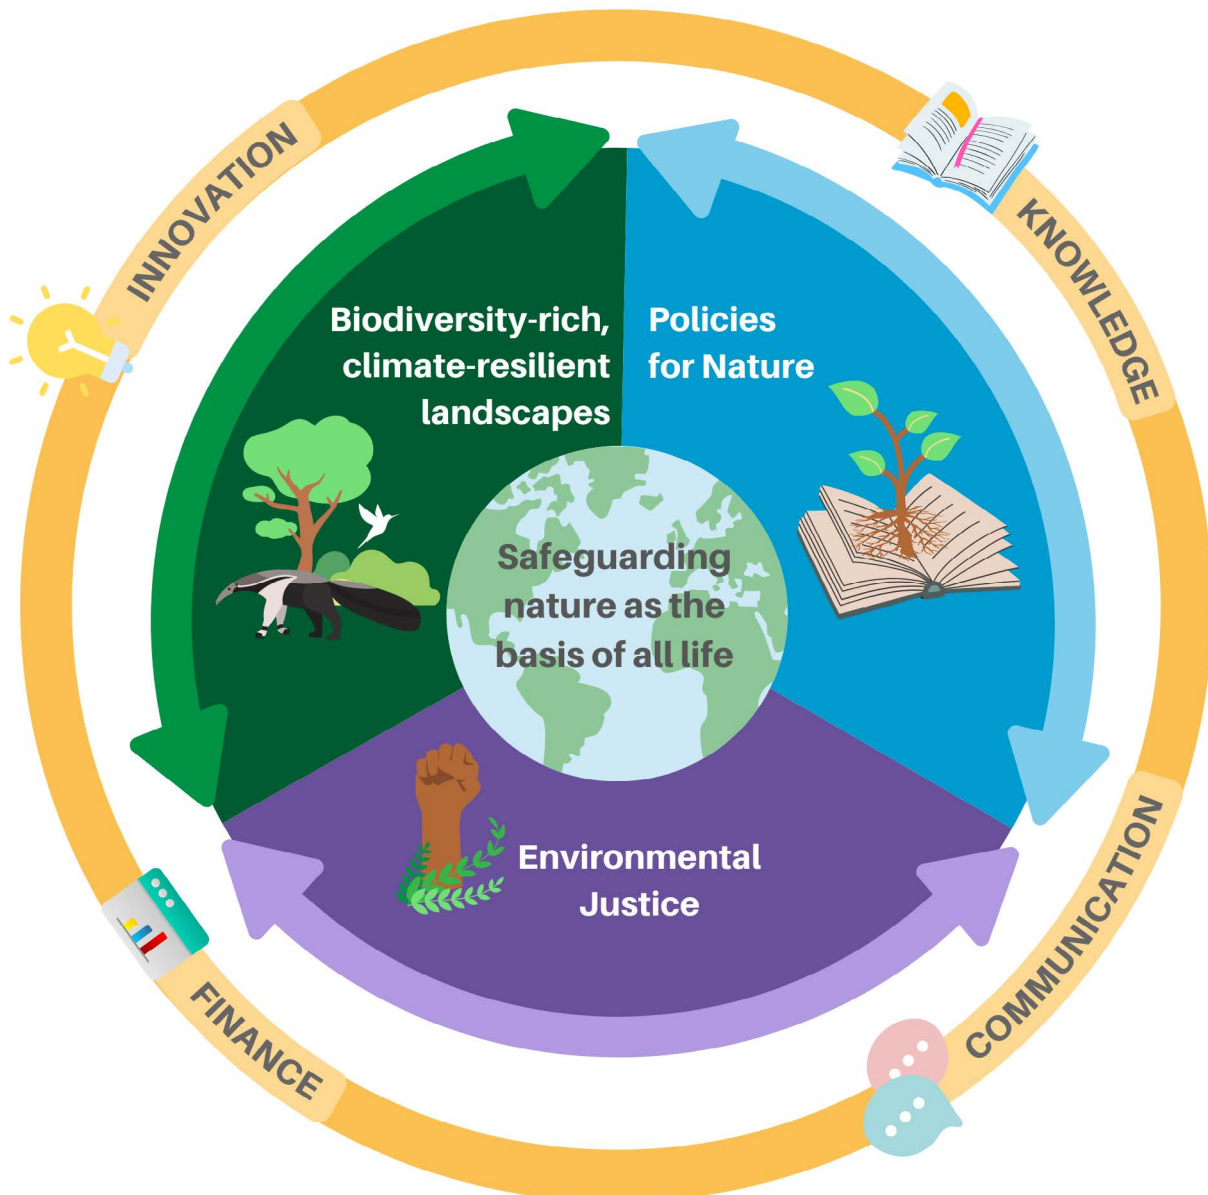 INNOVATION
KNOWLEDGE
Biodiversity-rich,
climate-resilient
landscapes
Policies
for Nature
Safeguarding
nature as the
basis of all life
Environmental
Justice
FINANCE
COMMUNICATION